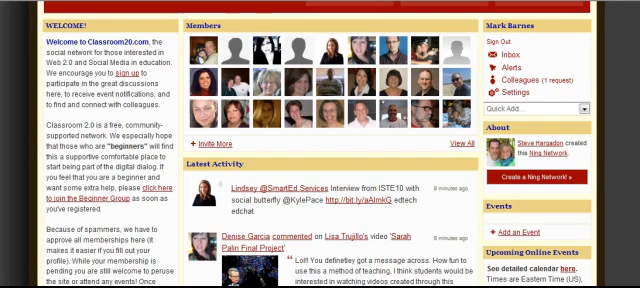 WELCOME!
Welcome to Classroom20.com, the
social network for those interested in
Web 2.0 and Social Media in education.
We encourage you to sign up to
participate in the great discussions
here, to receive event notifications, and
to find and connect with colleagues.
Classroom 2.0 is a free, community-
supported network. We especially hope
that those who are "beginners" will find
this a supportive comfortable place to
start being part of the digital dialog. If
you feel that you are a beginner and
want some extra help, please click here
to join the Beginner Group as soon as
you've registered.
Because of spammers, we have to
approve all memberships here (it
makes it easier if you fill out your
profile). While your membership is
pending you are still welcome to peruse
the site or attend any events! Once
Members
+ Invite More
View All
Latest Activity
Lindsey @SmartEd Services Interview from ISTE10 with
social butterfly @KylePace http://bit.ly/aAlmkG edtech
edchat
8 minutes ago
Denise Garcia commented on Lisa Trujillo's video 'Sarah
Palin Final Project'
8 minutes ago
" Loll! You definetley got a message across. How fun to
use this a method of teaching. I think students would be
interested in watching videos created through this
Mark Barnes
Sign Out
Inbox
Alerts
Colleagues (1 request)
Settings
Quick Add...
About
Steve Hargadon created
this Ning Network.
Create a Ning Network! »
Events
+ Add an Event
Upcoming Online Events
See detailed calendar here.
Times are Eastern Time (US),